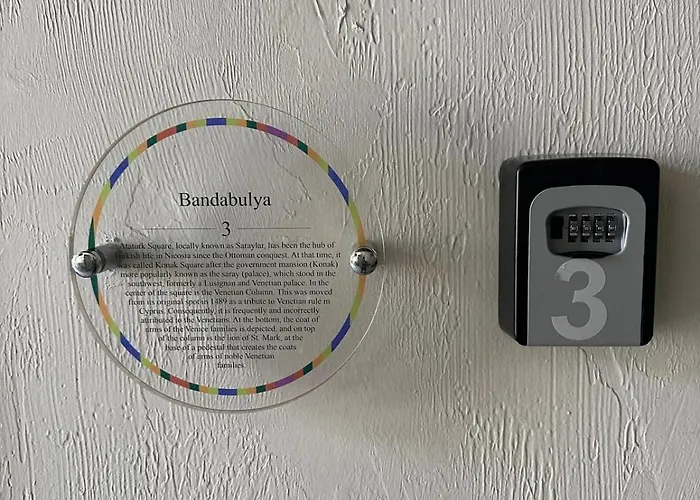 Bandabulya
3
Ataturk Square, locally known as Saraylar, has been the hub of
Turkish life in Nicosia since the Ottoman conquest. At that time, it
was called Konak Square after the government mansion (Konak)
more popularly known as the saray (palace), which stood in the
southwest, formerly a Lusignan and Venetian palace. In the
center of the square is the Venetian Column. This was moved
from its original spot in 1489 as a tribute to Venetian rule in
Cyprus. Consequently, it is frequently and incorrectly
attributed to the Venetians. At the bottom, the coat of
arms of the Venice families is depicted, and on top
of the column is the lion of St. Mark, at the
base of a pedestal that creates the coats
of arms of noble Venetian
families.
3